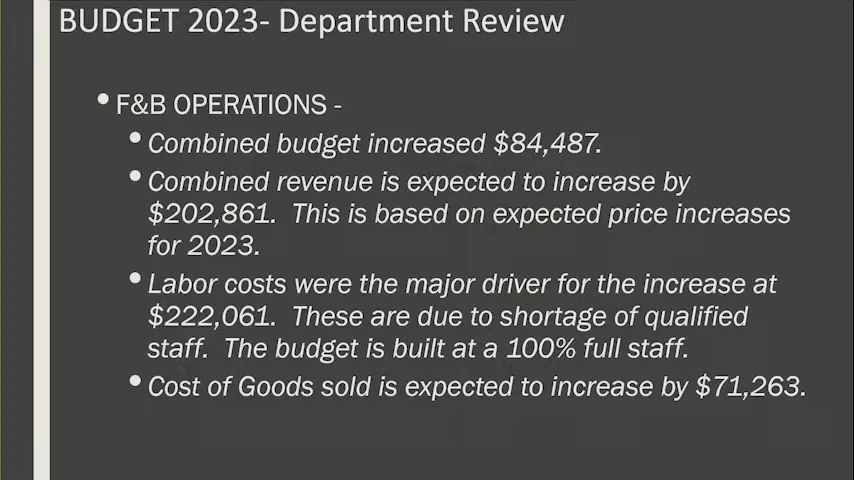 BUDGET 2023- Department Review
• F&B OPERATIONS -
• Combined budget increased $84,487.
• Combined revenue is expected to increase by
$202,861.  This is based on expected price increases
for 2023.
• Labor costs were the major driver for the increase at
$222,061.  These are due to shortage of qualified
staff.  The budget is built at a 100% full staff.
• Cost of Goods sold is expected to increase by $71,263.